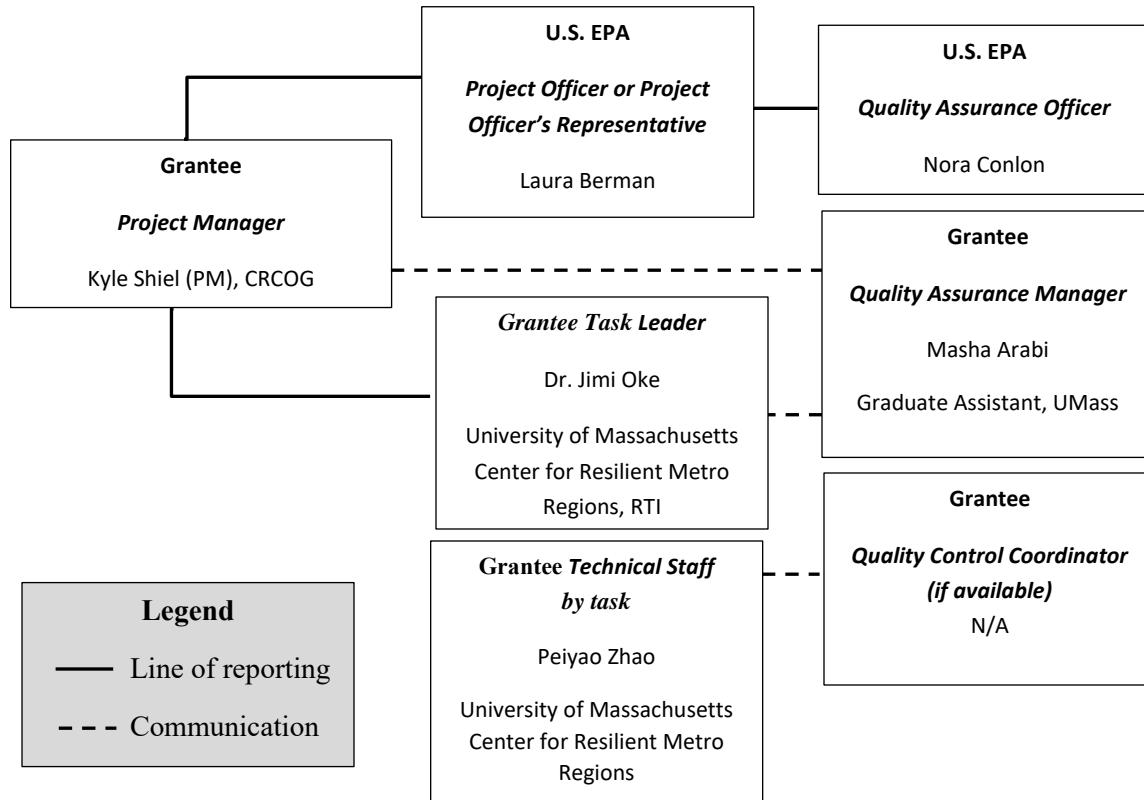 U.S. EPA
Project Officer or Project
Officer's Representative
Laura Berman
U.S. EPA
Quality Assurance Officer
Nora Conlon
Grantee
Project Manager
Kyle Shiel (PM), CRCOG
Grantee
Quality Assurance Manager
Masha Arabi
Graduate Assistant, UMass
Grantee Task Leader
Dr. Jimi Oke
University of Massachusetts
Center for Resilient Metro
Regions, RTI
Grantee
Quality Control Coordinator
(if available)
N/A
Grantee Technical Staff
by task
Peiyao Zhao
University of Massachusetts
Center for Resilient Metro
Regions
Legend
Line of reporting
Communication